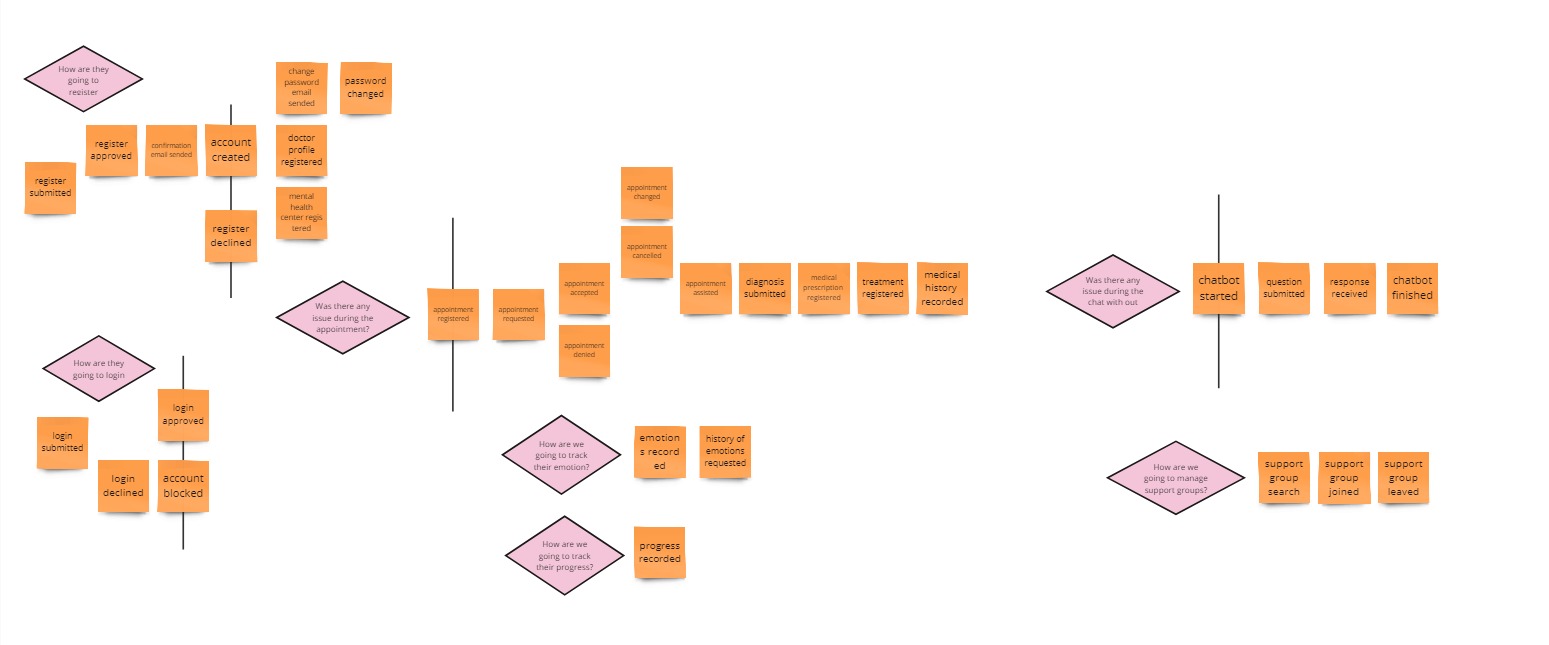 How are they
going to
register
change
password
email
sended
password
changed
register
approved
confirmation
email sended
account
created
doctor
profile
registered
register
submitted
mental
health
center regis
tered
register
declined
Was there any
issue during the
appointment?
appointment
registered
appointment
requested
appointment
accepted
appointment
denied
appointment
changed
appointment
cancelled
appointment
assisted
diagnosis
submitted
medical
prescription
registered
treatment
registered
medical
history
recorded
Was there any
issue during the
chat with out
chatbot
started
question
submitted
response
received
chatbot
finished
How are they
going to login
login
approved
login
submitted
login
declined
account
blocked
How are we
going to track
their emotion?
emotion
s record
ed
history of
emotions
requested
How are we
going to manage
support groups?
support
group
search
support
group
joined
support
group
leaved
How are we
going to track
their progress?
progress
recorded